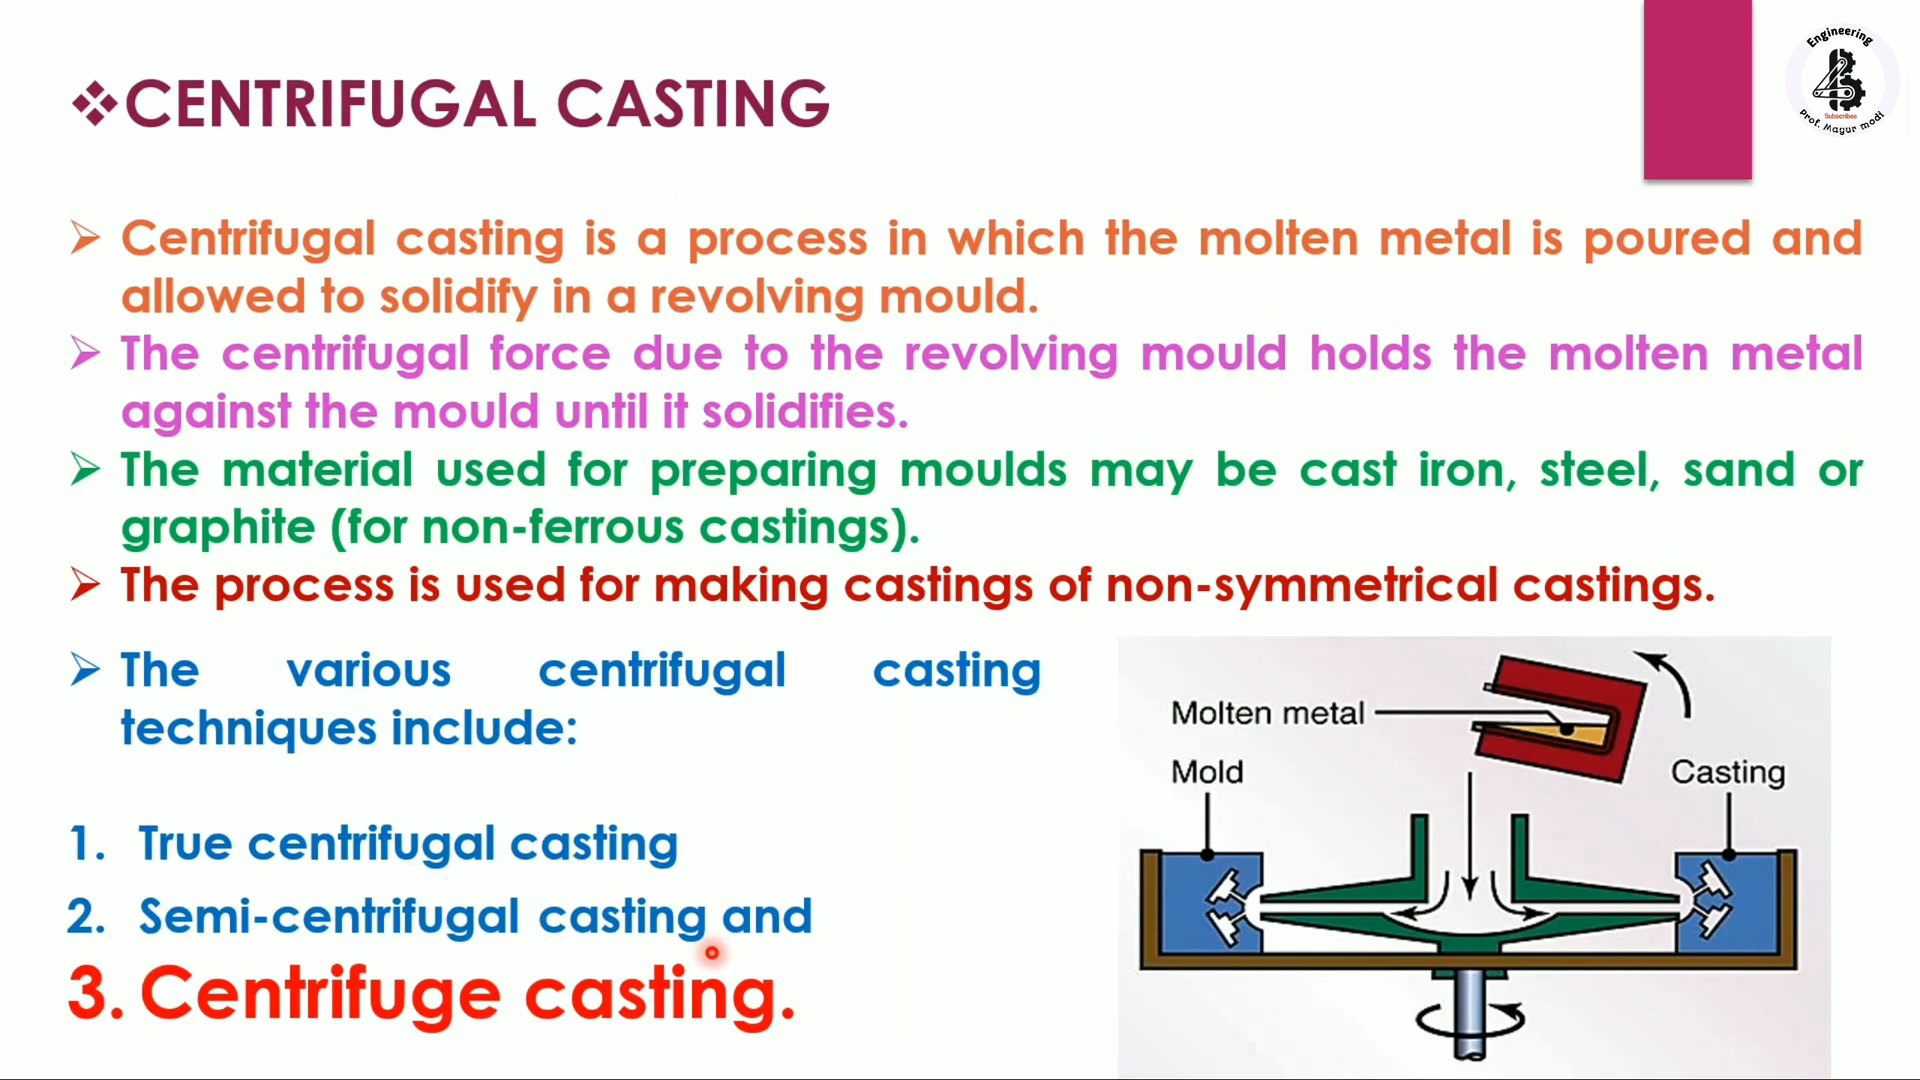 Engineering
Subscribes
Prof. Mayur modi
❖CENTRIFUGAL CASTING
➢ Centrifugal casting is a process in which the molten metal is poured and
allowed to solidify in a revolving mould.
➢ The centrifugal force due to the revolving mould holds the molten metal
against the mould until it solidifies.
➢ The material used for preparing moulds may be cast iron, steel, sand or
graphite (for non-ferrous castings).
➢ The process is used for making castings of non-symmetrical castings.
➢ The various centrifugal casting
techniques include:
1. True centrifugal casting
2. Semi-centrifugal casting and
3. Centrifuge casting.
Molten metal
Mold
Casting